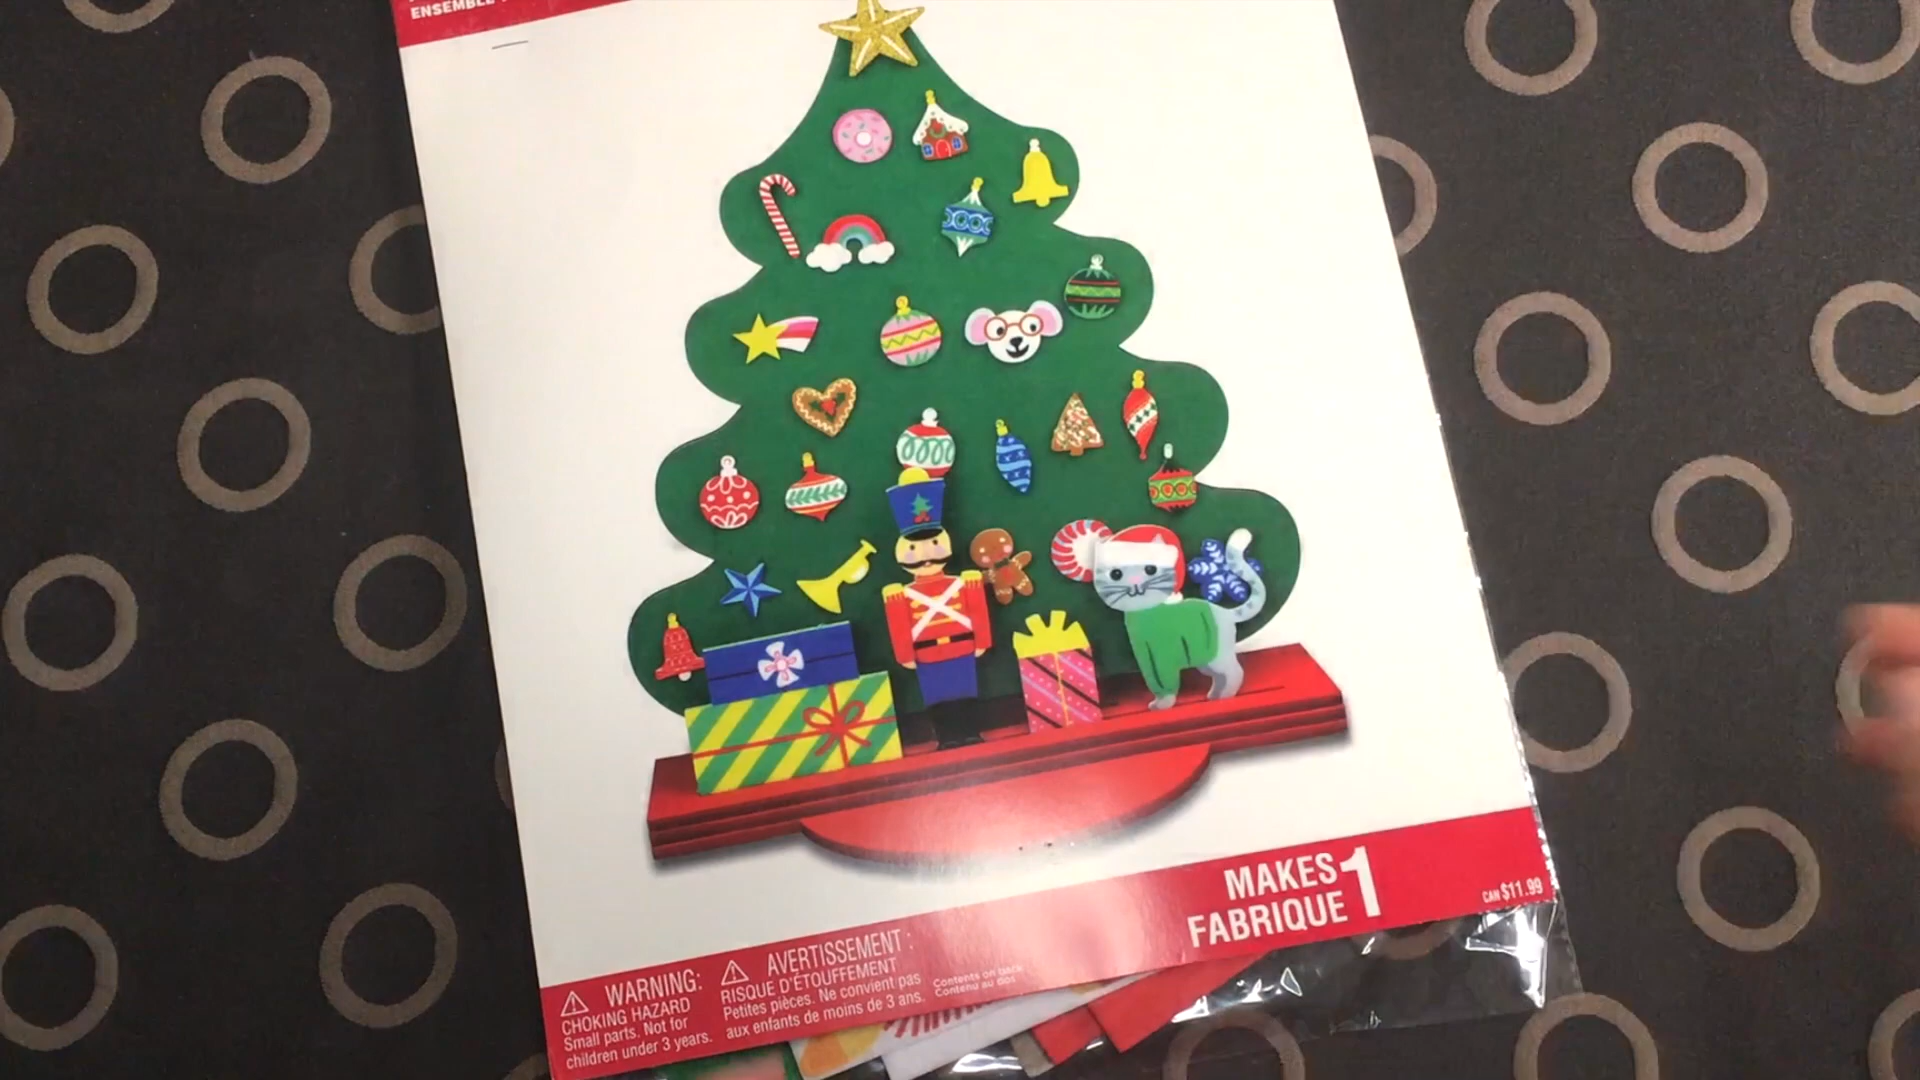 ENSEMBLE
MAKES 1
FABRIQUE
CAN $11.99
WARNING:
CHOKING HAZARD
Small parts. Not for
children under 3 years.
AVERTISSEMENT :
RISQUE D'ÉTOUFFEMENT
Petites pièces. Ne convient pas
aux enfants de moins de 3 ans.
Contents on back
Contenu au dos